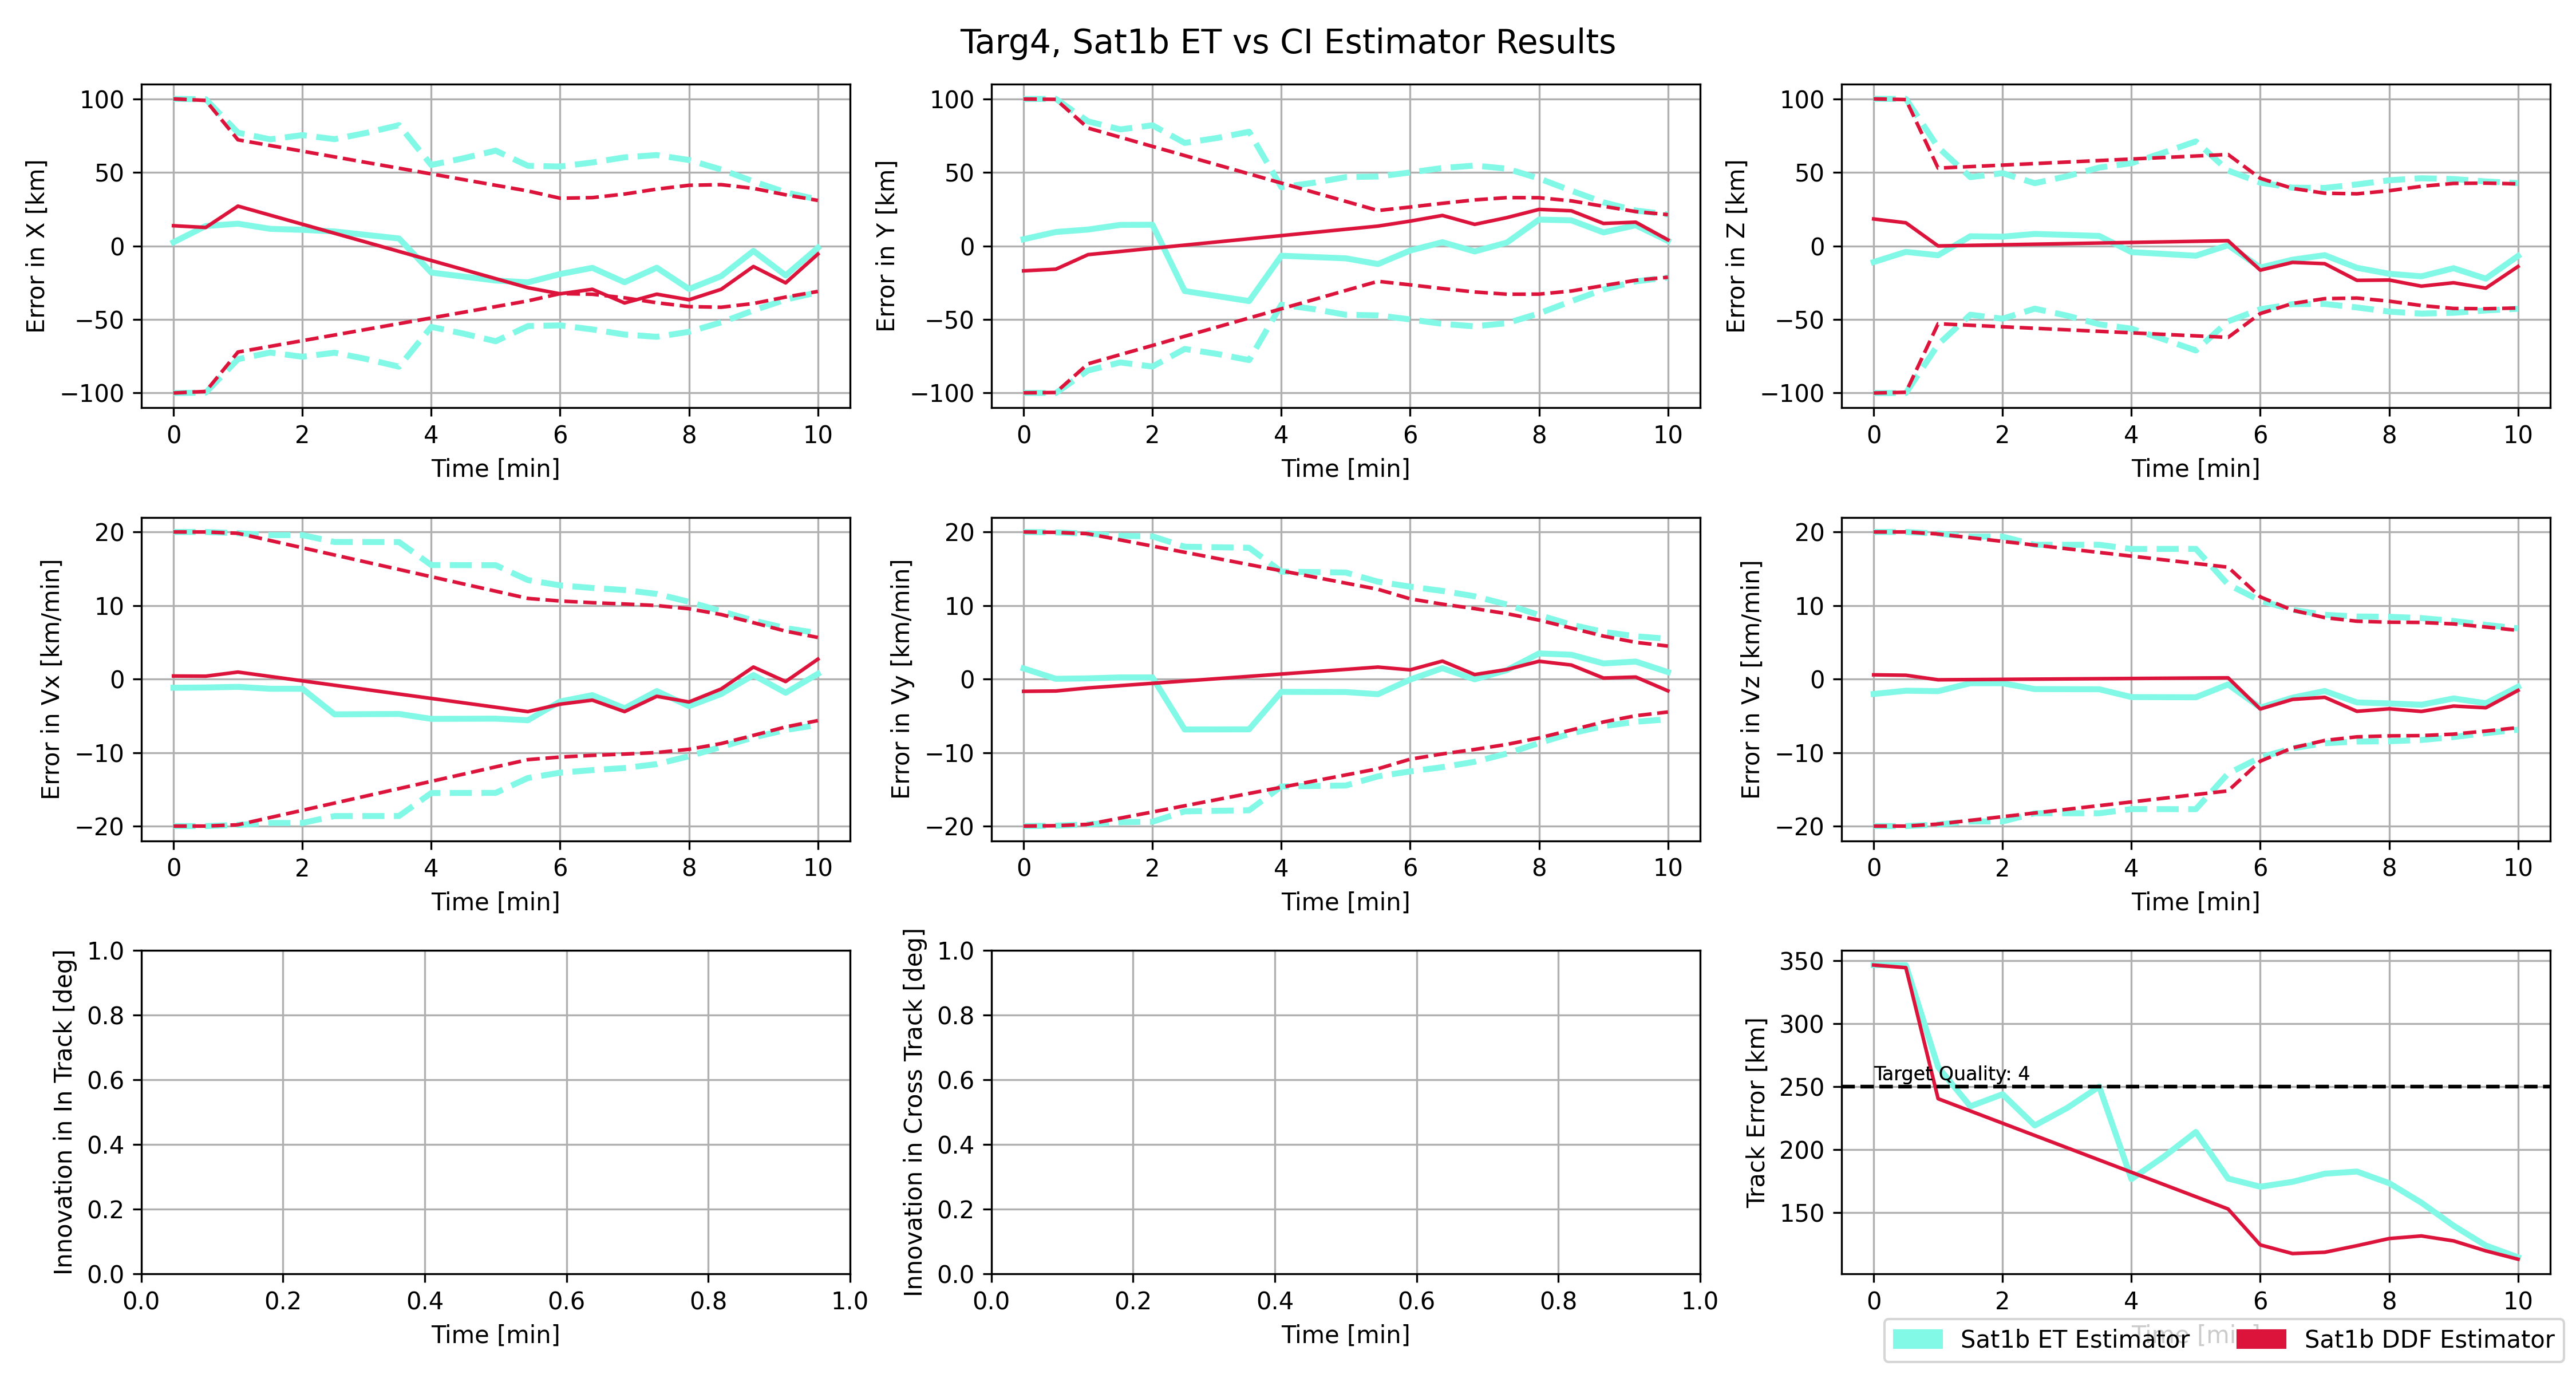 Targ4, Sat1b ET vs CI Estimator Results
Error in X [km]
100
50
0
−50
−100
0 2 4 6 8 10
Time [min]
Error in Y [km]
100
50
0
−50
−100
0 2 4 6 8 10
Time [min]
Error in Z [km]
100
50
0
−50
−100
0 2 4 6 8 10
Time [min]
Error in Vx [km/min]
20
10
0
−10
−20
0 2 4 6 8 10
Time [min]
Error in Vy [km/min]
20
10
0
−10
−20
0 2 4 6 8 10
Time [min]
Error in Vz [km/min]
20
10
0
−10
−20
0 2 4 6 8 10
Time [min]
Innovation in In Track [deg]
1.0
0.8
0.6
0.4
0.2
0.0
0.0 0.2 0.4 0.6 0.8 1.0
Time [min]
Innovation in Cross Track [deg]
1.0
0.8
0.6
0.4
0.2
0.0
0.0 0.2 0.4 0.6 0.8 1.0
Time [min]
Track Error [km]
350
300
250
200
150
Target Quality: 4
0 2 4 6 8 10
Time [min]
Sat1b ET Estimator
Sat1b DDF Estimator